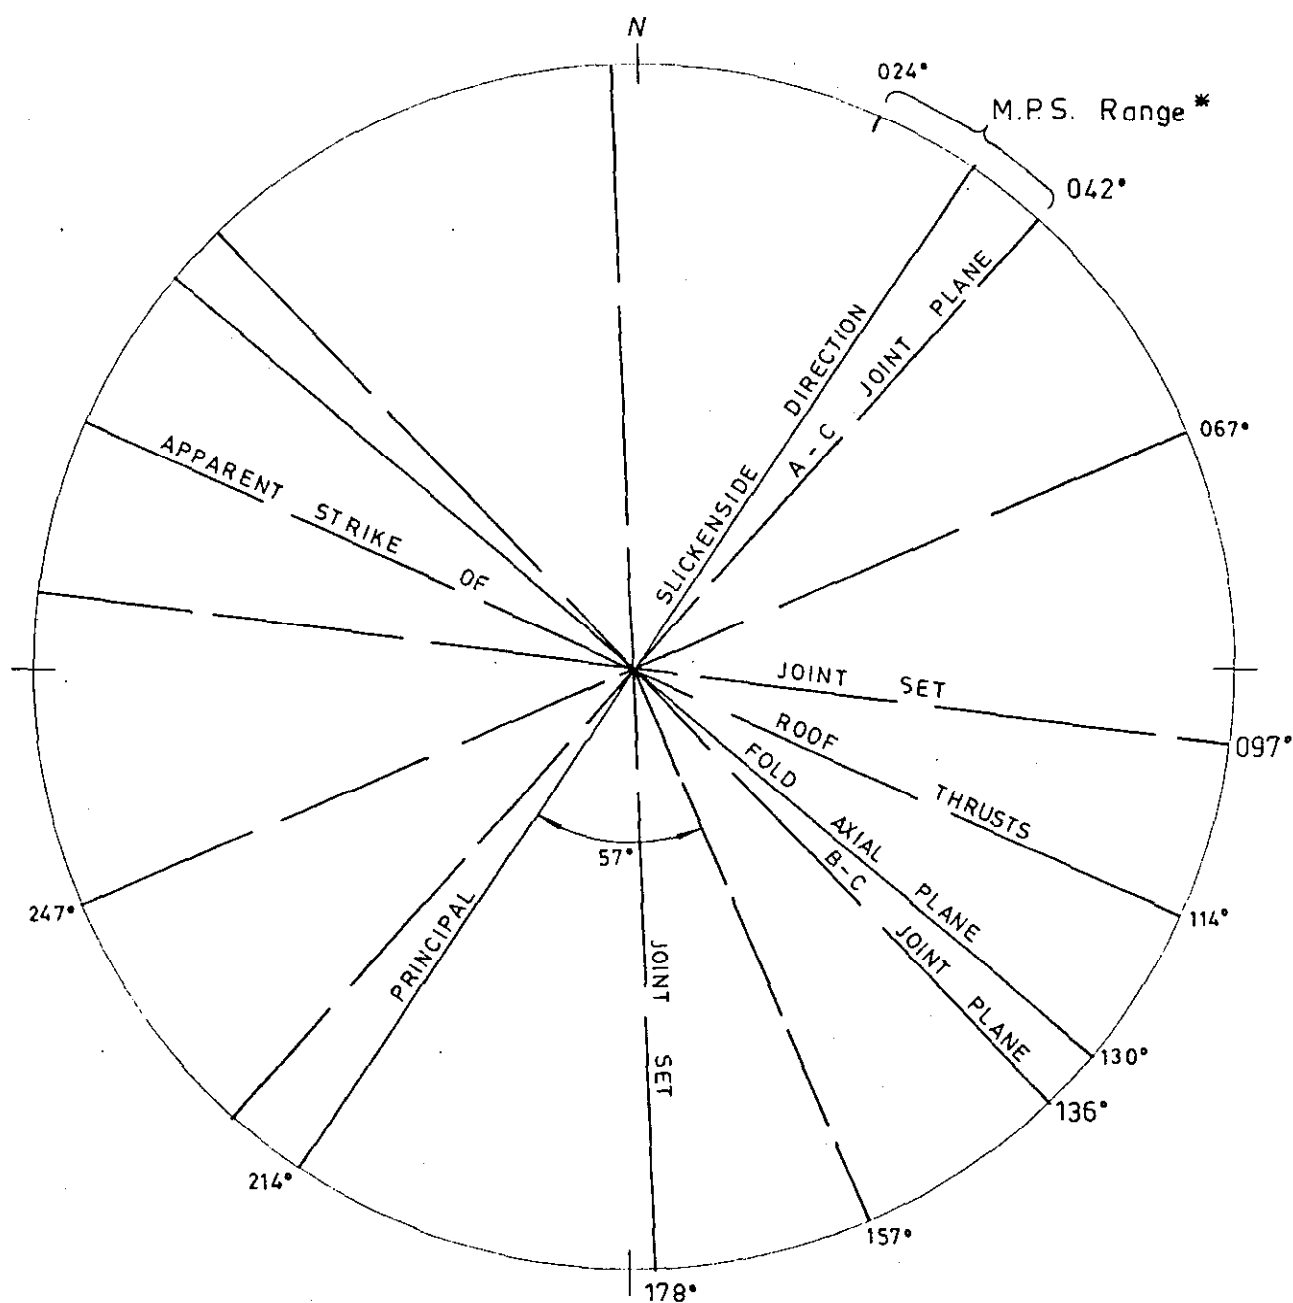 N
024°
M.P.S. Range *
042°
067°
SLICKENSIDE DIRECTION
A-C JOINT PLANE
APPARENT STRIKE OF
ROOF THRUSTS
JOINT SET
097°
FOLD AXIAL PLANE
B-C JOINT PLANE
114°
57°
247°
PRINCIPAL
JOINT SET
130°
136°
214°
157°
178°